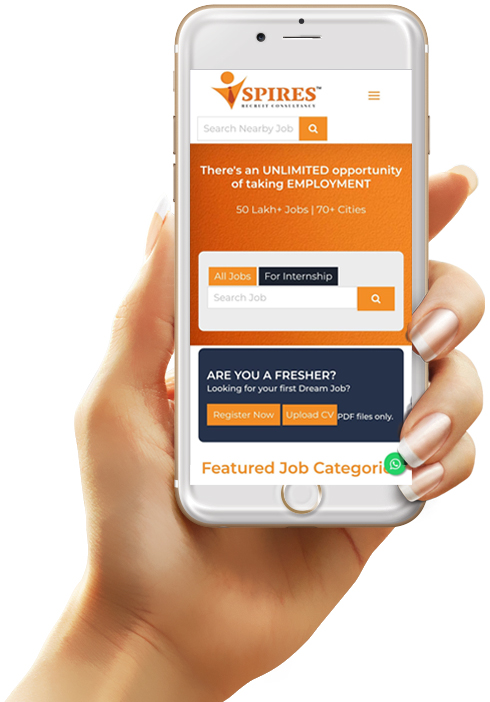 SPIRES™
RECRUIT CONSULTANCY
Search Nearby Job
There's an UNLIMITED opportunity
of taking EMPLOYMENT
50 Lakh+ Jobs | 70+ Cities
All Jobs For Internship
Search Job
ARE YOU A FRESHER?
Looking for your first Dream Job?
Register Now Upload CV PDF files only.
Featured Job Categori